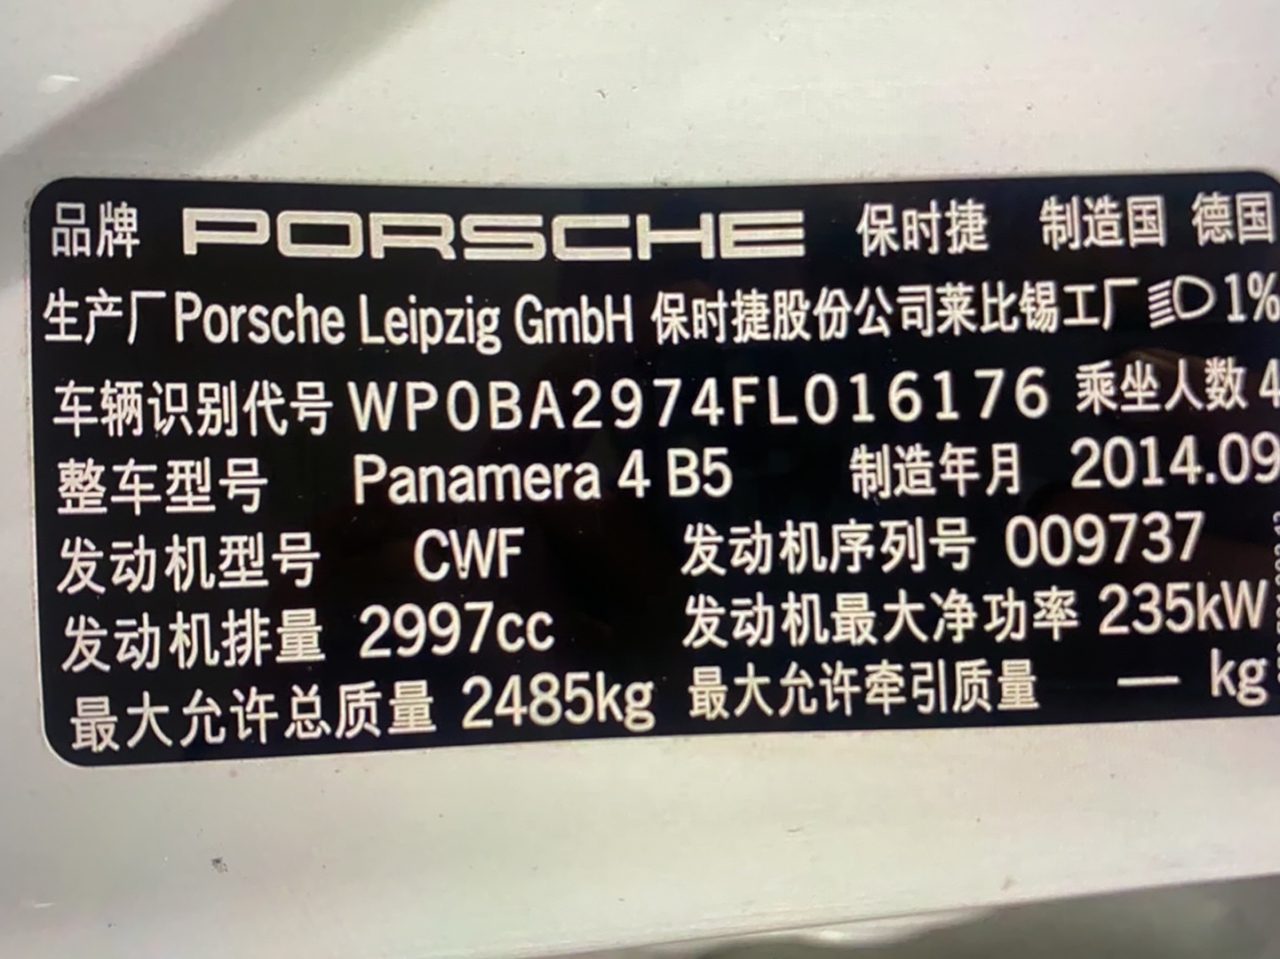 品牌 PORSCHE 保时捷 制造国 德国
生产厂 Porsche Leipzig GmbH 保时捷股份公司莱比锡工厂 1%
车辆识别代号 WP0BA2974FL016176 乘坐人数 4
整车型号 Panamera 4 B5 制造年月 2014.09
发动机型号 CWF 发动机序列号 009737
发动机排量 2997cc 发动机最大净功率 235kW
最大允许总质量 2485kg 最大允许牵引质量 — kg